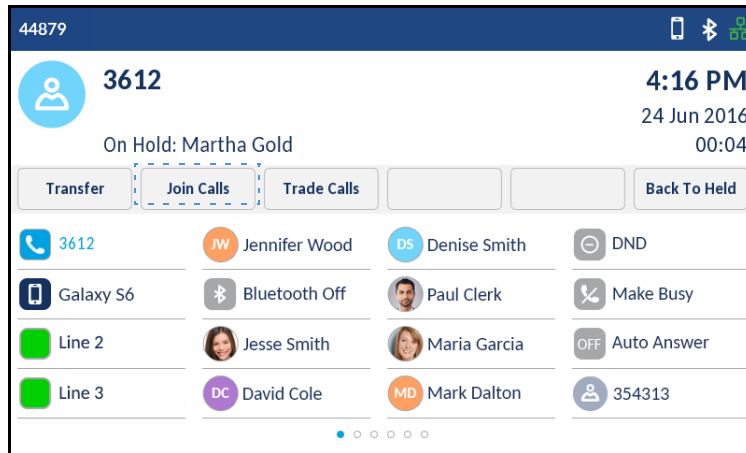 44879
3612
4:16 PM
24 Jun 2016
On Hold: Martha Gold
00:04
Transfer
Join Calls
Trade Calls
Back To Held
3612
JW Jennifer Wood
DS Denise Smith
DND
Galaxy S6
Bluetooth Off
Paul Clerk
Make Busy
Line 2
Jesse Smith
Maria Garcia
OFF Auto Answer
Line 3
DC David Cole
MD Mark Dalton
354313